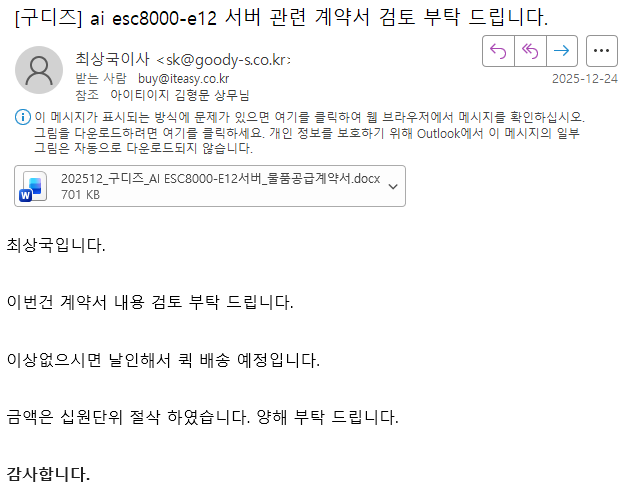 [구디즈] ai esc8000-e12 서버 관련 계약서 검토 부탁 드립니다.
최상국이사 <sk@goody-s.co.kr>
받는 사람 buy@iteasy.co.kr
참조 아이티이지 김형문 상무님
2025-12-24
이 메시지가 표시되는 방식에 문제가 있으면 여기를 클릭하여 웹 브라우저에서 메시지를 확인하십시오.
그림을 다운로드하려면 여기를 클릭하세요. 개인 정보를 보호하기 위해 Outlook에서 이 메시지의 일부
그림은 자동으로 다운로드되지 않습니다.
202512_구디즈_AI ESC8000-E12서버_물품공급계약서.docx
701 KB
최상국입니다.
이번건 계약서 내용 검토 부탁 드립니다.
이상없으시면 날인해서 퀵 배송 예정입니다.
금액은 십원단위 절삭 하였습니다. 양해 부탁 드립니다.
감사합니다.